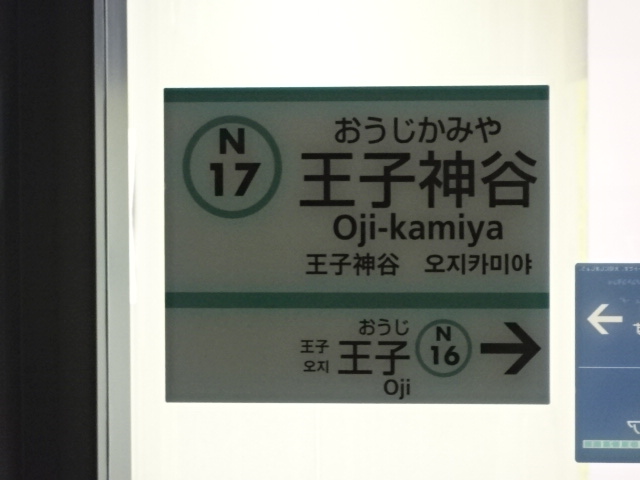 N
17
おうじかみや
王子神谷
Oji-kamiya
王子神谷 오지카미야
おうじ
王子
오지
王子
N
16
Oji